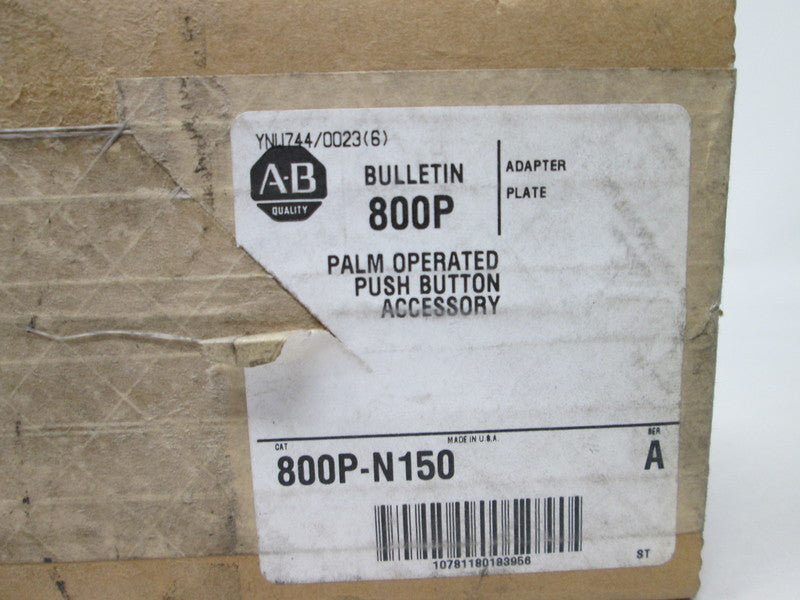 YNU744/0023(6)
A-B
QUALITY
BULLETIN
800P
ADAPTER
PLATE
PALM OPERATED
PUSH BUTTON
ACCESSORY
CAT
MADE IN U.S.A.
SER
800P-N150
A
10781180183956
ST